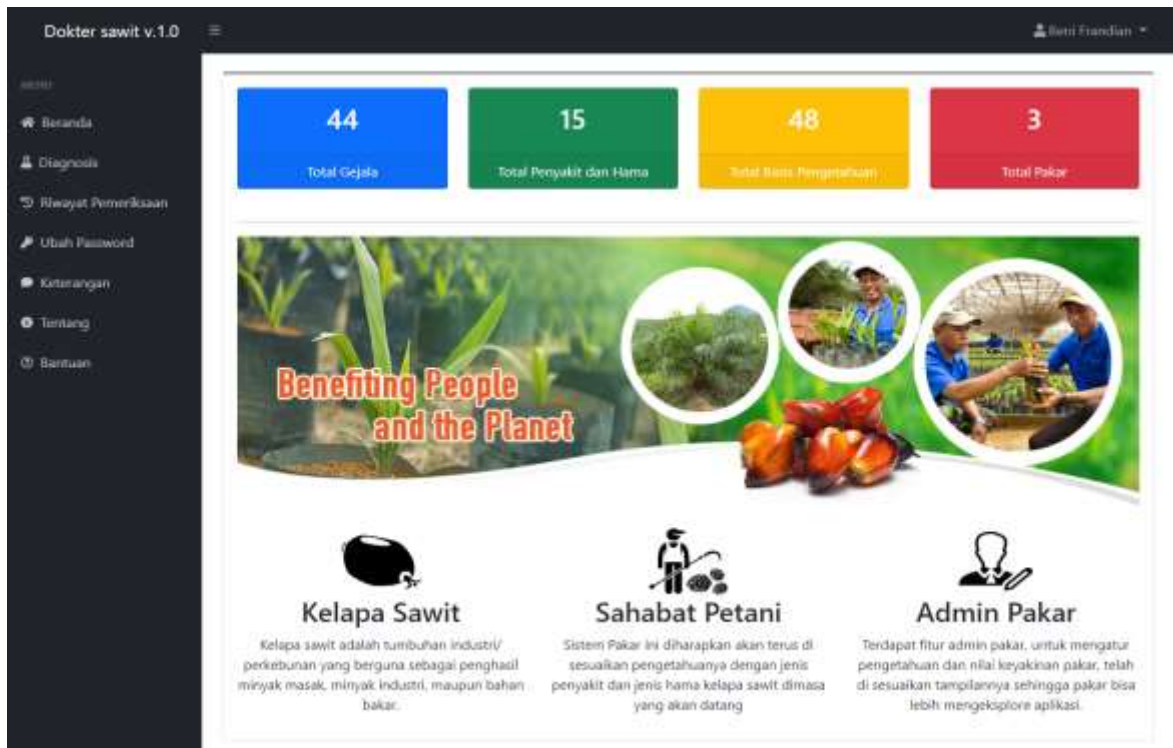 Dokter sawit v.1.0
Beni Frandian
MENU
Beranda
Diagnosis
Riwayat Pemeriksaan
Ubah Password
Keterangan
Tentang
Bantuan
44
Total Gejala
15
Total Penyakit dan Hama
48
Total Basis Pengetahuan
3
Total Pakar
Benefiting People
and the Planet
Kelapa Sawit
Kelapa sawit adalah tumbuhan industri/
perkebunan yang berguna sebagai penghasil
minyak masak, minyak industri, maupun bahan
bakar.
Sahabat Petani
Sistem Pakar ini diharapkan akan terus di
sesuaikan pengetahuanya dengan jenis
penyakit dan jenis hama kelapa sawit dimasa
yang akan datang
Admin Pakar
Terdapat fitur admin pakar, untuk mengatur
pengetahuan dan nilai keyakinan pakar, telah
di sesuaikan tampilannya sehingga pakar bisa
lebih mengeksplore aplikasi.